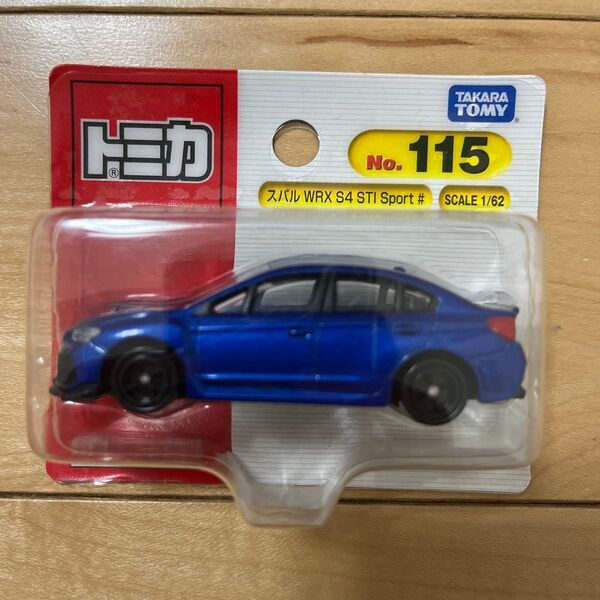 トミカ
®
TAKARA
TOMY
No. 115
スバル WRX S4 STI Sport #
SCALE 1/62